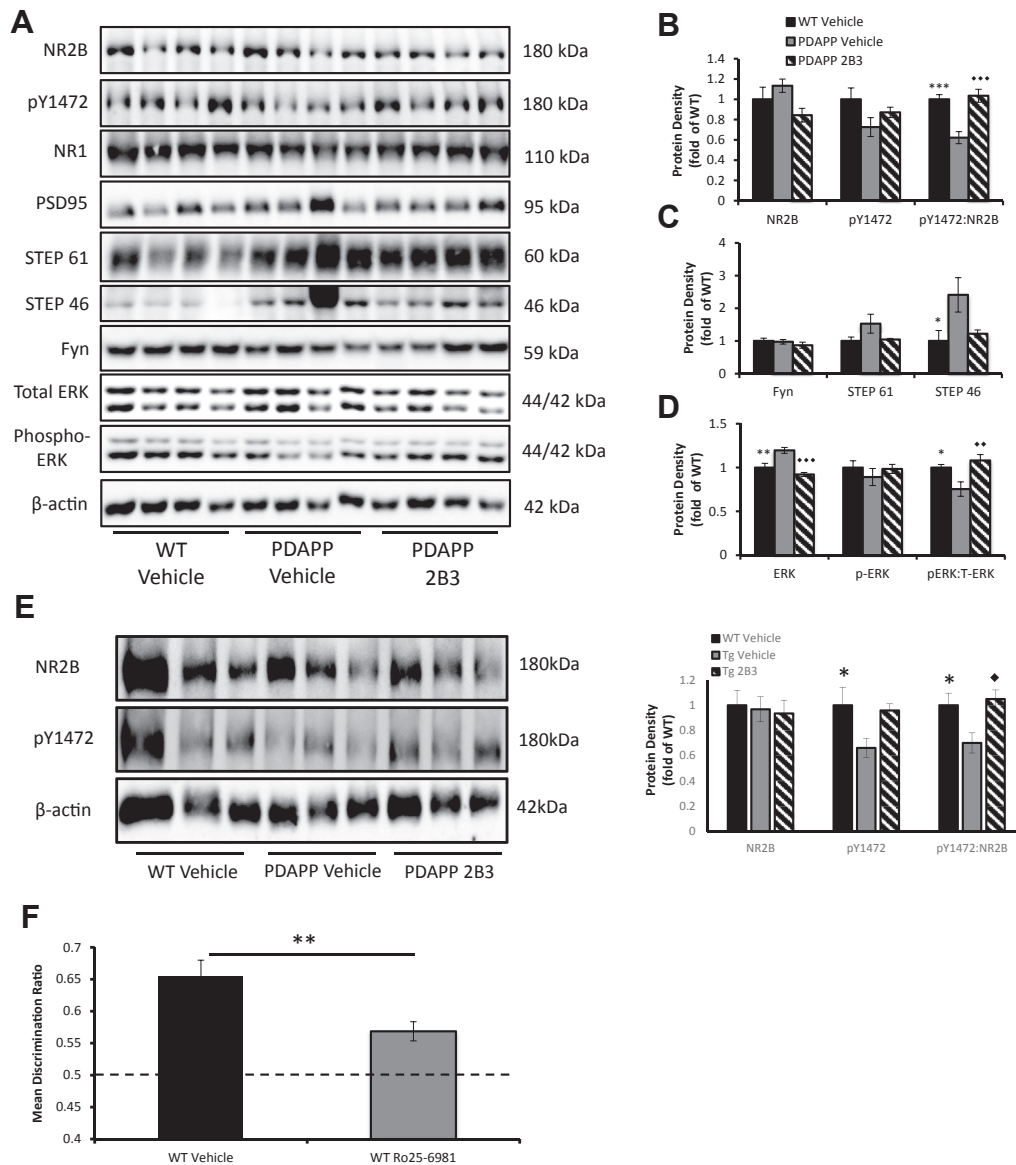 A
NR2B 180 kDa
pY1472 180 kDa
NR1 110 kDa
PSD95 95 kDa
STEP 61 60 kDa
STEP 46 46 kDa
Fyn 59 kDa
Total ERK 44/42 kDa
Phospho-
ERK 44/42 kDa
β-actin 42 kDa
WT
Vehicle
PDAPP
Vehicle
PDAPP
2B3
B
WT Vehicle
PDAPP Vehicle
PDAPP 2B3
Protein Density
(fold of WT)
1.4
1.2
1
0.8
0.6
0.4
0.2
0
***
◆◆◆
NR2B pY1472 pY1472:NR2B
C
Protein Density
(fold of WT)
4
3
2
1
0
*
Fyn STEP 61 STEP 46
D
Protein Density
(fold of WT)
1.5
1
0.5
0
** ◆◆◆ * ◆◆
ERK p-ERK pERK:T-ERK
E
NR2B 180kDa
pY1472 180kDa
β-actin 42kDa
WT Vehicle PDAPP Vehicle PDAPP 2B3
WT Vehicle
Tg Vehicle
Tg 2B3
Protein Density
(fold of WT)
1.2
1
0.8
0.6
0.4
0.2
0
* * ◆
NR2B pY1472 pY1472:NR2B
F
Mean Discrimination Ratio
0.7
0.65
0.6
0.55
0.5
0.45
0.4
**
WT Vehicle WT Ro25-6981